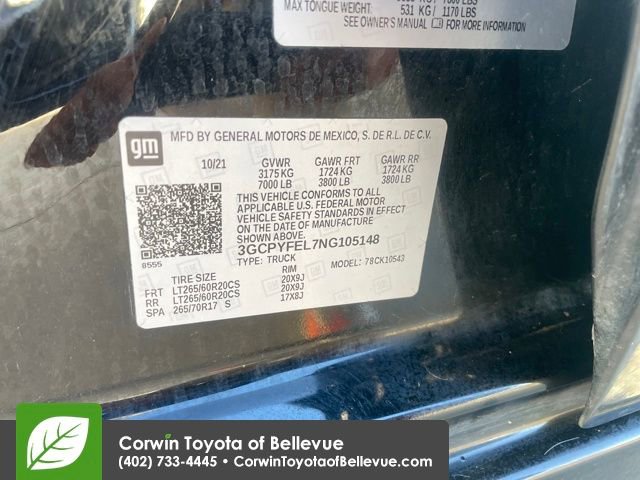 MAX TONGUE WEIGHT: 531 KG / 1170 LBS
SEE OWNER'S MANUAL FOR MORE INFORMATION
gm
MFD BY GENERAL MOTORS DE MEXICO, S. DE R.L. DE C.V.
10/21 GVWR GAWR FRT GAWR RR
3175 KG 1724 KG 1724 KG
7000 LB 3800 LB 3800 LB
THIS VEHICLE CONFORMS TO ALL
APPLICABLE U.S. FEDERAL MOTOR
VEHICLE SAFETY STANDARDS IN
EFFECT ON THE DATE OF
MANUFACTURE SHOWN ABOVE.
3GCPYFEL7NG105148
8555
TYPE: TRUCK MODEL: 78CK10543
TIRE SIZE RIM
FRT LT265/60R20CS 20X9J
RR LT265/60R20CS 20X9J
SPA 265/70R17 S 17X8J
Corwin Toyota of Bellevue
(402) 733-4445 • CorwinToyotaofBellevue.com